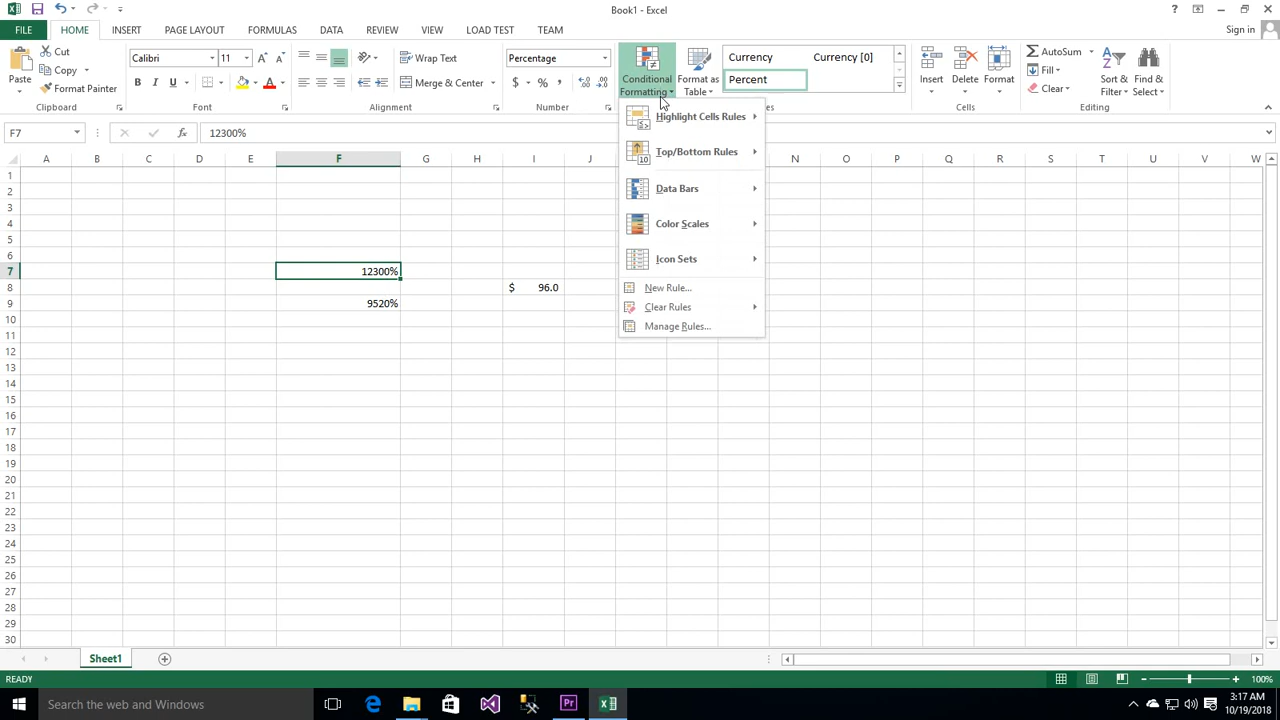 Book1 - Excel
Sign in
FILE HOME INSERT PAGE LAYOUT FORMULAS DATA REVIEW VIEW LOAD TEST TEAM
Paste
Cut
Copy
Format Painter
Clipboard
Calibri 11
B I U
Font
Wrap Text
Merge & Center
Alignment
Percentage
$ % ,
Number
Conditional Formatting
Format as Table
Currency Currency [0]
Percent
Insert Delete Format
Cells
AutoSum
Fill
Clear
Sort & Filter
Find & Select
Editing
F7 12300%
A B C D E F G H I J N O P Q R S T U V W
Highlight Cells Rules
Top/Bottom Rules
Data Bars
Color Scales
Icon Sets
New Rule...
Clear Rules
Manage Rules...
1
2
3
4
5
6
7 12300%
8 $ 96.0
9 9520%
10
11
12
13
14
15
16
17
18
19
20
21
22
23
24
25
26
27
28
29
30
Sheet1
READY 100%
Search the web and Windows
3:17 AM
10/19/2018